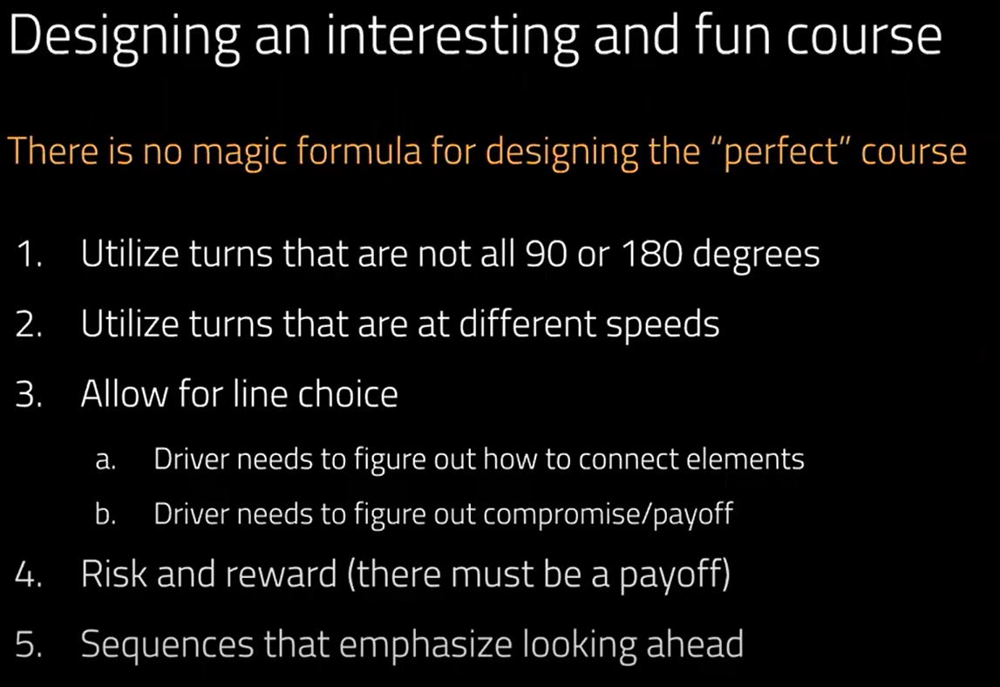 Designing an interesting and fun course
There is no magic formula for designing the “perfect” course
1. Utilize turns that are not all 90 or 180 degrees
2. Utilize turns that are at different speeds
3. Allow for line choice
a. Driver needs to figure out how to connect elements
b. Driver needs to figure out compromise/payoff
4. Risk and reward (there must be a payoff)
5. Sequences that emphasize looking ahead